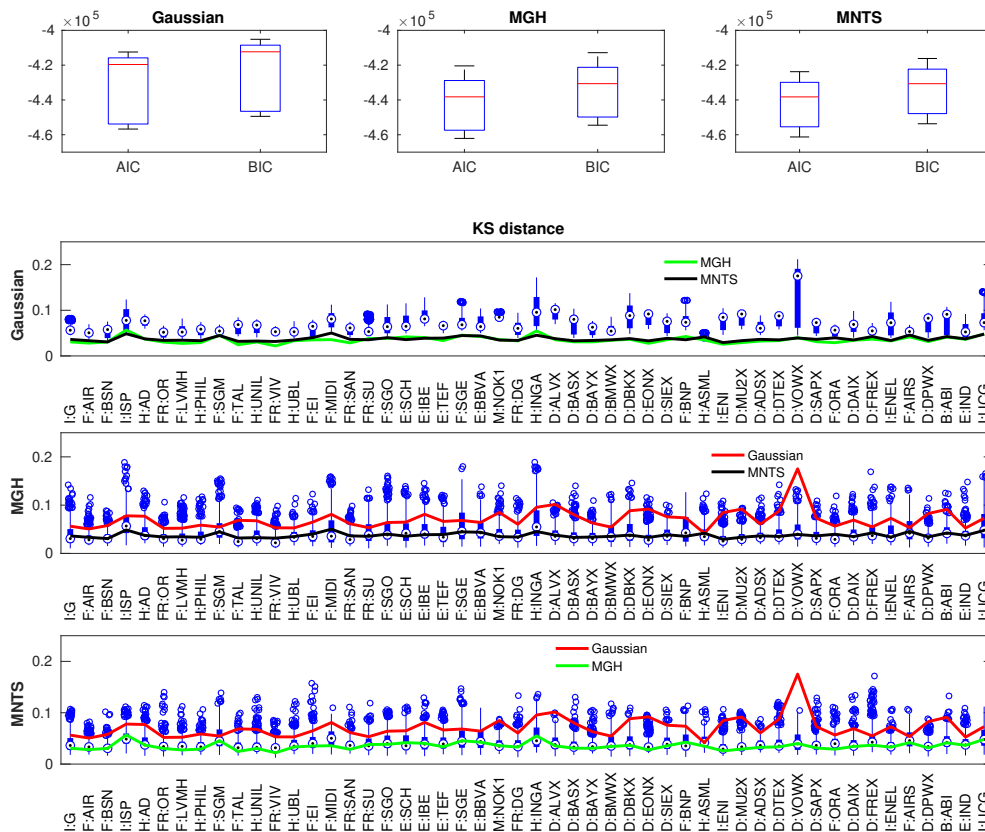 Gaussian
MGH
MNTS
× 10^5
× 10^5
× 10^5
-4
-4.2
-4.4
-4.6
AIC
BIC
-4
-4.2
-4.4
-4.6
AIC
BIC
-4
-4.2
-4.4
-4.6
AIC
BIC
KS distance
Gaussian
0.2
0.1
0
MGH
MNTS
I:G F:AIR F:BSN I:ISP H:AD FR:OR F:LVMH H:PHIL F:SGM F:TAL H:UNIL FR:VIV H:UBL F:EI F:MIDI FR:SAN FR:SU F:SGO E:SCH E:IBE E:TEF F:SGE E:BBVA M:NOK1 FR:DG H:INGA D:ALVX D:BASX D:BAYX D:BMWX D:DBKX D:EONX D:SIEX F:BNP H:ASML I:ENI D:MU2X D:ADSX D:DTEX D:VOWX D:SAPX F:ORA D:DAIX D:FREX I:ENEL F:AIRS D:DPWX B:ABI E:IND I:UCG
MGH
0.2
0.1
0
Gaussian
MNTS
I:G F:AIR F:BSN I:ISP H:AD FR:OR F:LVMH H:PHIL F:SGM F:TAL H:UNIL FR:VIV H:UBL F:EI F:MIDI FR:SAN FR:SU F:SGO E:SCH E:IBE E:TEF F:SGE E:BBVA M:NOK1 FR:DG H:INGA D:ALVX D:BASX D:BAYX D:BMWX D:DBKX D:EONX D:SIEX F:BNP H:ASML I:ENI D:MU2X D:ADSX D:DTEX D:VOWX D:SAPX F:ORA D:DAIX D:FREX I:ENEL F:AIRS D:DPWX B:ABI E:IND I:UCG
MNTS
0.2
0.1
0
Gaussian
MGH
I:G F:AIR F:BSN I:ISP H:AD FR:OR F:LVMH H:PHIL F:SGM F:TAL H:UNIL FR:VIV H:UBL F:EI F:MIDI FR:SAN FR:SU F:SGO E:SCH E:IBE E:TEF F:SGE E:BBVA M:NOK1 FR:DG H:INGA D:ALVX D:BASX D:BAYX D:BMWX D:DBKX D:EONX D:SIEX F:BNP H:ASML I:ENI D:MU2X D:ADSX D:DTEX D:VOWX D:SAPX F:ORA D:DAIX D:FREX I:ENEL F:AIRS D:DPWX B:ABI E:IND I:UCG